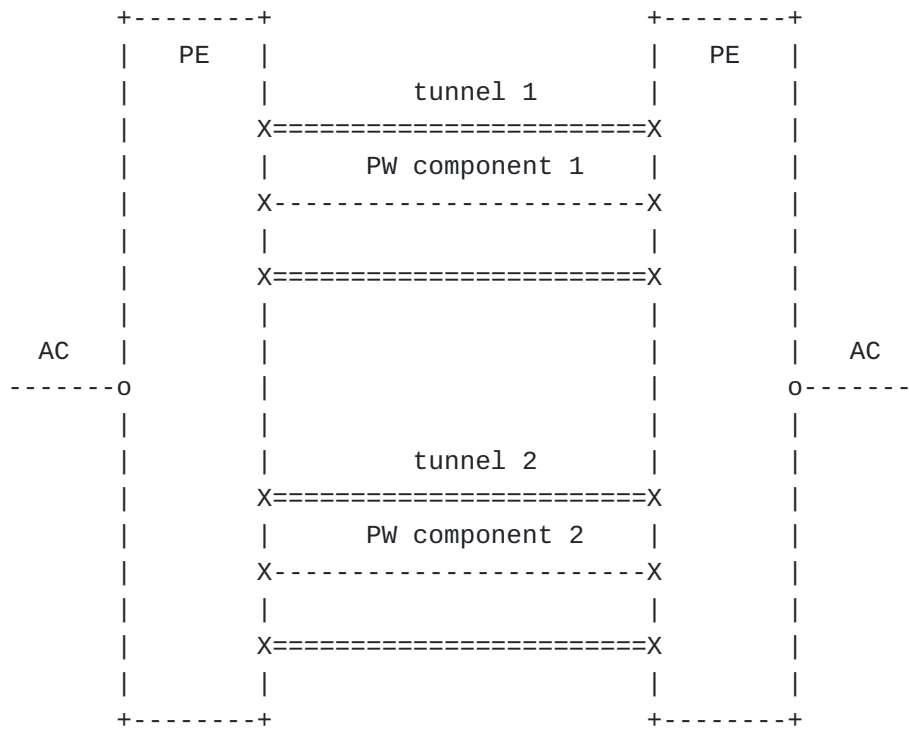 +--------+                        +--------+
|   PE   |                        |   PE   |
|        |        tunnel 1        |        |
|        X========================X        |
|        |     PW component 1     |        |
|        X------------------------X        |
|        |                        |        |
|        X========================X        |
|        |                        |        |
AC     |        |                        |        |   AC
-------o        |                        |        o-------
|        |                        |        |
|        |        tunnel 2        |        |
|        X========================X        |
|        |     PW component 2     |        |
|        X------------------------X        |
|        |                        |        |
|        X========================X        |
|        |                        |        |
+--------+                        +--------+